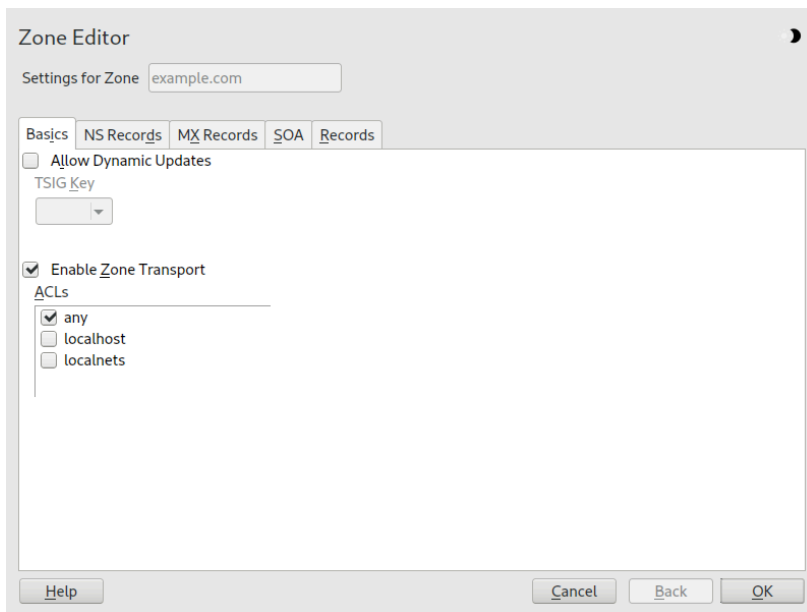 Zone Editor
Settings for Zone example.com
Basics NS Records MX Records SOA Records
Allow Dynamic Updates
TSIG Key
Enable Zone Transport
ACLs
any
localhost
localnets
Help Cancel Back OK